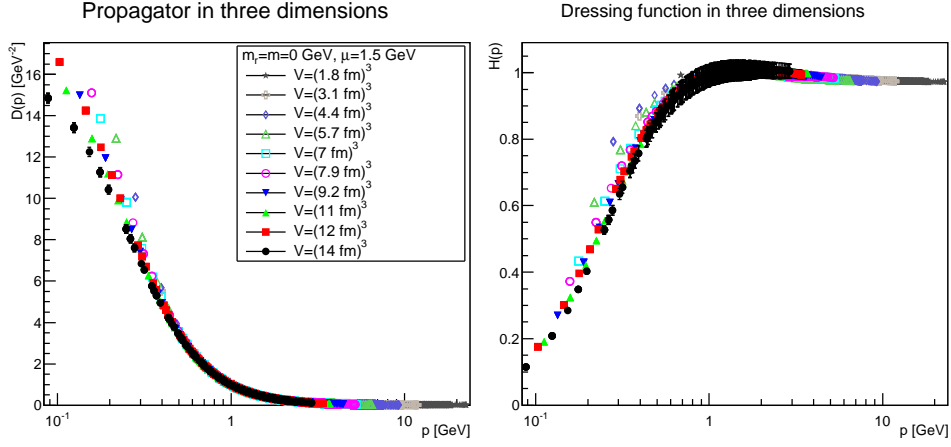 Propagator in three dimensions
D(p) [GeV⁻²]
16
14
12
10
8
6
4
2
0
10⁻¹
1
10
p [GeV]
m_r=m=0 GeV, μ=1.5 GeV
V=(1.8 fm)³
V=(3.1 fm)³
V=(4.4 fm)³
V=(5.7 fm)³
V=(7 fm)³
V=(7.9 fm)³
V=(9.2 fm)³
V=(11 fm)³
V=(12 fm)³
V=(14 fm)³
Dressing function in three dimensions
H(p)
1
0.8
0.6
0.4
0.2
0
10⁻¹
1
10
p [GeV]